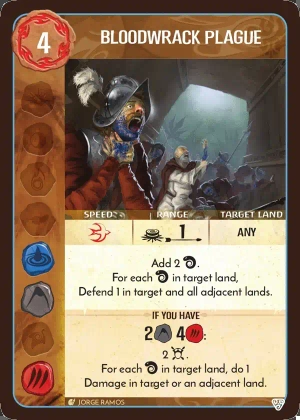 4 BLOODWRACK PLAGUE
SPEED RANGE TARGET LAND
1 ANY
Add 2 .
For each in target land,
Defend 1 in target and all adjacent lands.
IF YOU HAVE
2 4 :
2 .
For each in target land, do 1
Damage in target or an adjacent land.
JORGE RAMOS